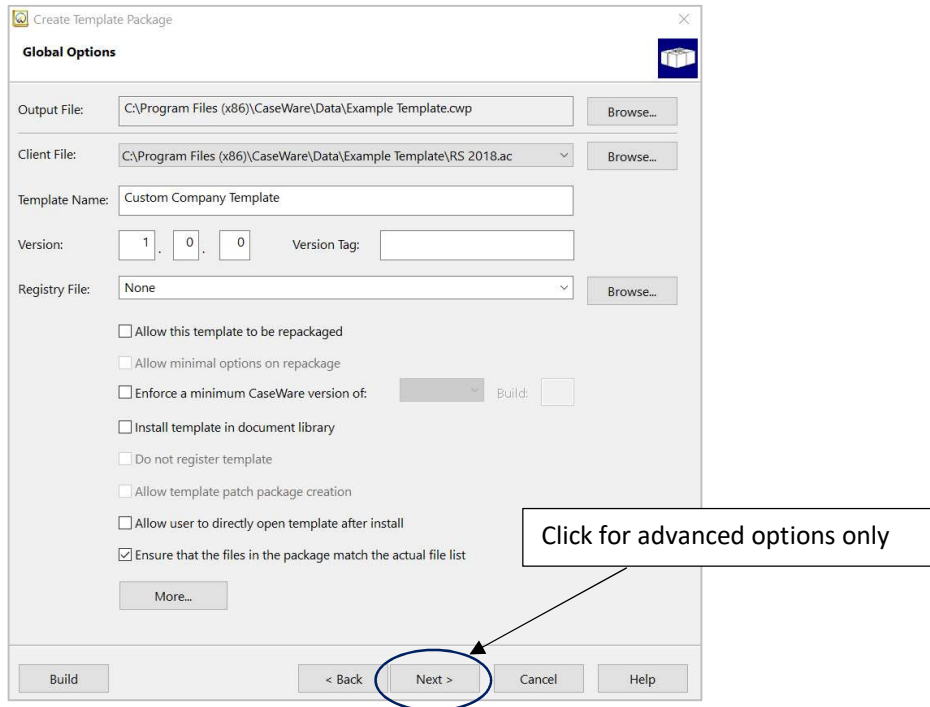 Create Template Package
Global Options
Output File: C:\Program Files (x86)\CaseWare\Data\Example Template.cwp Browse...
Client File: C:\Program Files (x86)\CaseWare\Data\Example Template\RS 2018.ac Browse...
Template Name: Custom Company Template
Version: 1 . 0 . 0 Version Tag:
Registry File: None Browse...
Allow this template to be repackaged
Allow minimal options on repackage
Enforce a minimum CaseWare version of: Build:
Install template in document library
Do not register template
Allow template patch package creation
Allow user to directly open template after install
Click for advanced options only
Ensure that the files in the package match the actual file list
More...
Build < Back Next > Cancel Help